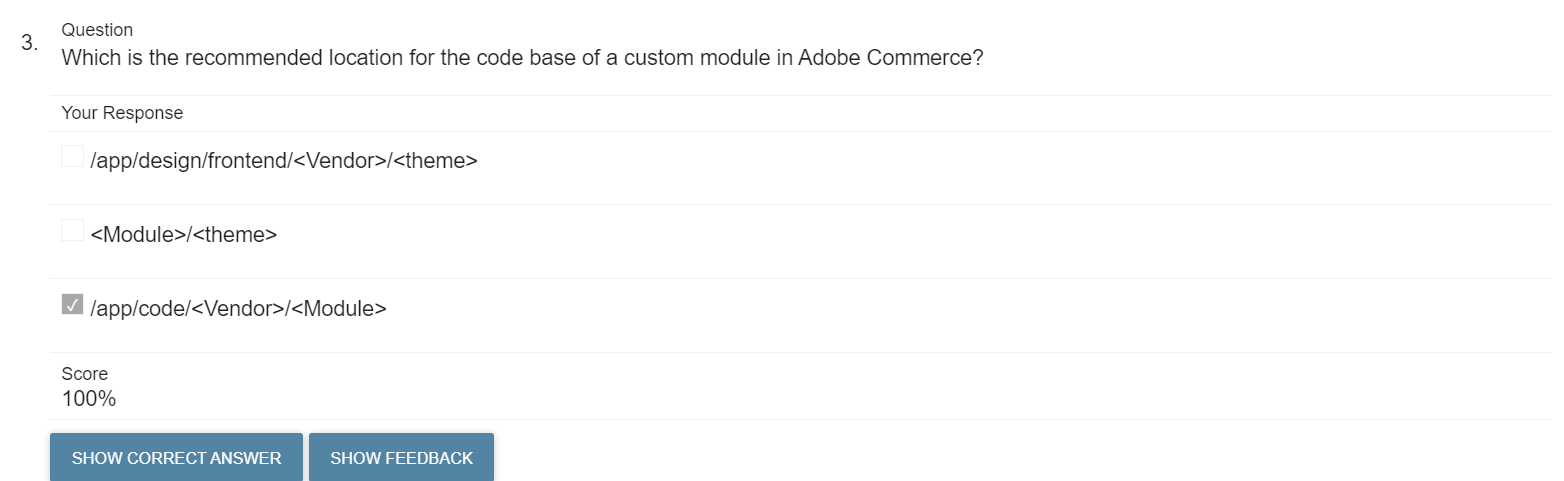 3.
Question
Which is the recommended location for the code base of a custom module in Adobe Commerce?
Your Response
/app/design/frontend/<Vendor>/<theme>
<Module>/<theme>
/app/code/<Vendor>/<Module>
Score
100%
SHOW CORRECT ANSWER
SHOW FEEDBACK